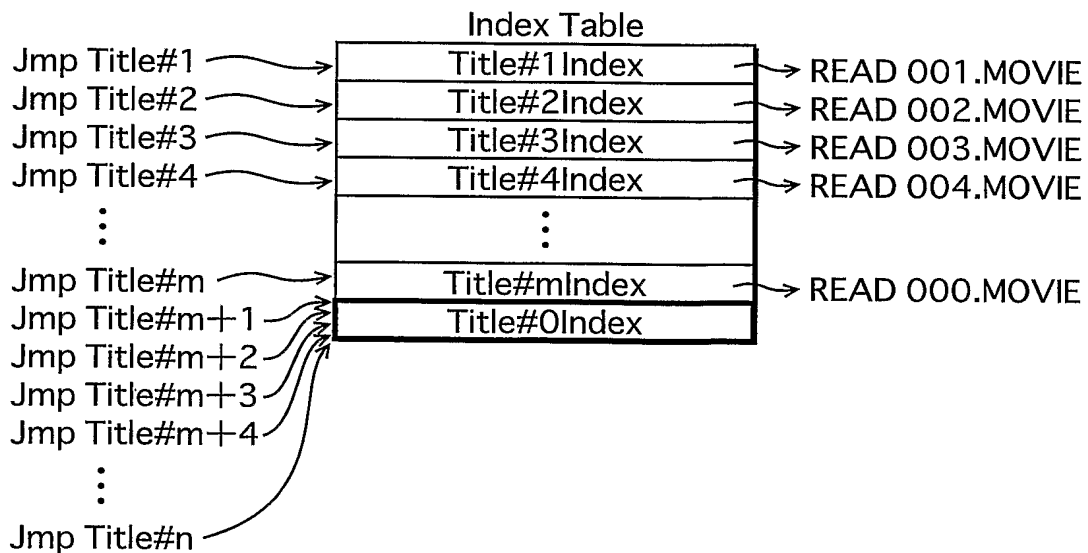 Index Table
Jmp Title#1 Title#1Index READ 001.MOVIE
Jmp Title#2 Title#2Index READ 002.MOVIE
Jmp Title#3 Title#3Index READ 003.MOVIE
Jmp Title#4 Title#4Index READ 004.MOVIE
⋮ ⋮
Jmp Title#m Title#mIndex READ 000.MOVIE
Jmp Title#m+1 Title#0Index
Jmp Title#m+2
Jmp Title#m+3
Jmp Title#m+4
⋮
Jmp Title#n